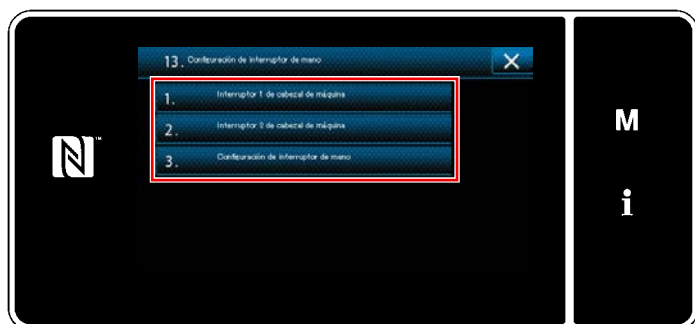 13. Configuración de interruptor de mano
1. Interruptor 1 de cabezal de máquina
2. Interruptor 2 de cabezal de máquina
3. Configuración de interruptor de mano
M
i
N